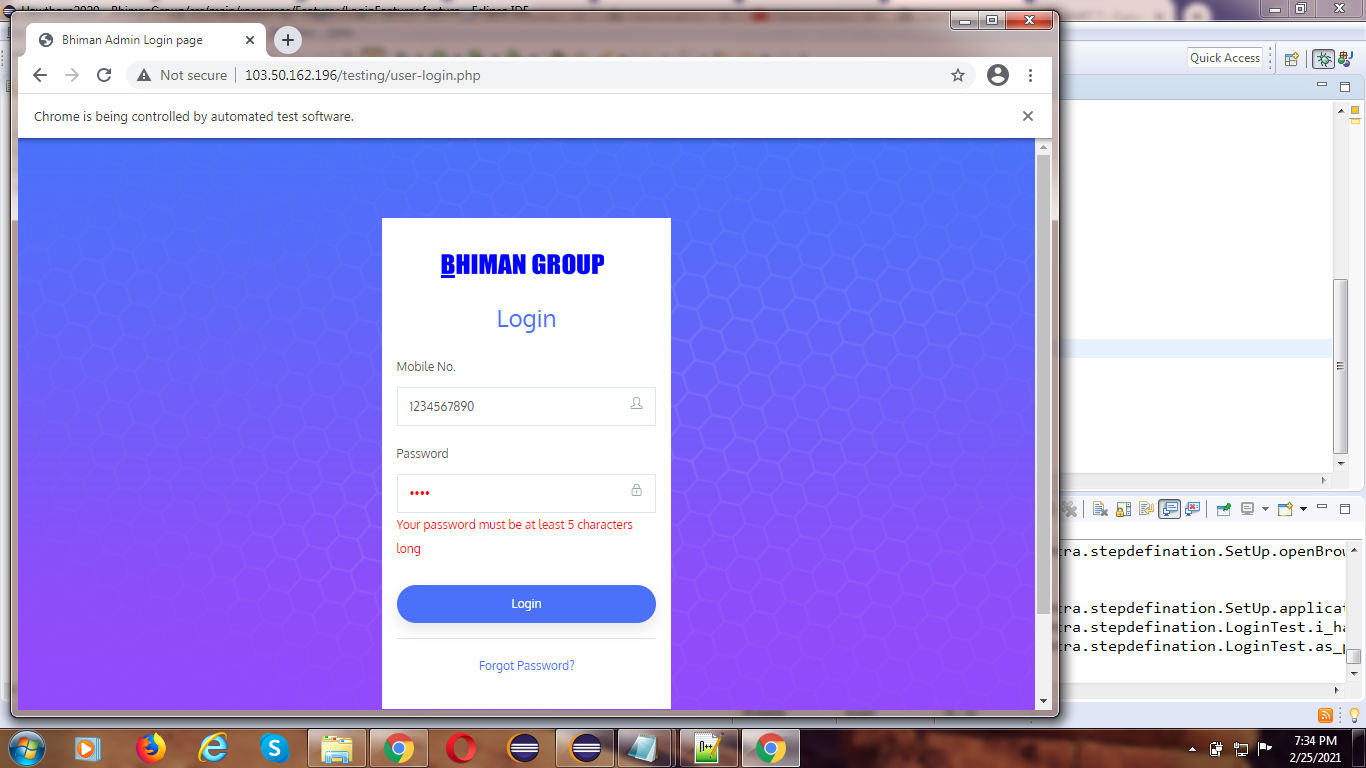 Bhiman Admin Login page
Not secure
103.50.162.196/testing/user-login.php
Chrome is being controlled by automated test software.
BHIMAN GROUP
Login
Mobile No.
1234567890
Password
••••
Your password must be at least 5 characters
long
Login
Forgot Password?
Quick Access
tra.stepdefination.SetUp.openBrow
tra.stepdefination.SetUp.applicat
tra.stepdefination.LoginTest.i_ha
tra.stepdefination.LoginTest.as_p
7:34 PM
2/25/2021